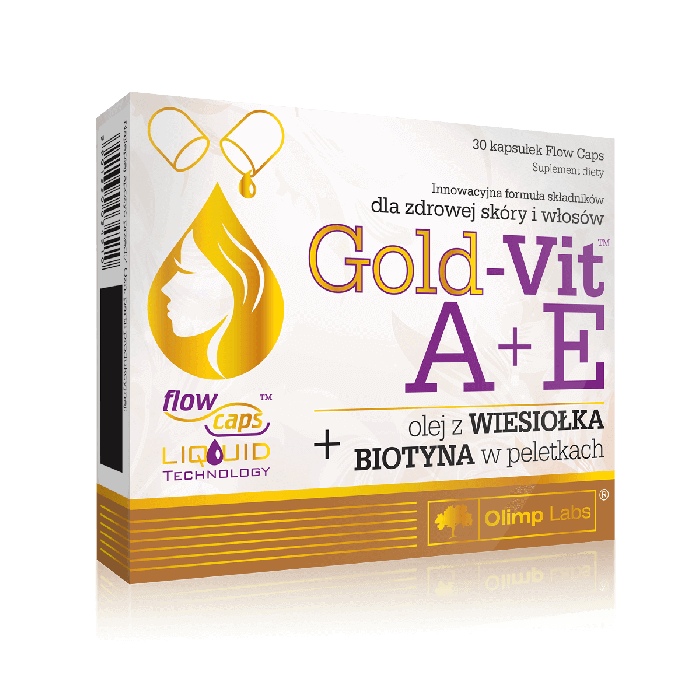 30 kapsułek Flow Caps
Suplement diety
Innowacyjna formuła składników
dla zdrowej skóry i włosów
Gold-Vit™
A+E
+ olej z WIESIOŁKA
BIOTYNA w peletkach
flow caps™
LIQUID
TECHNOLOGY
Olimp Labs®